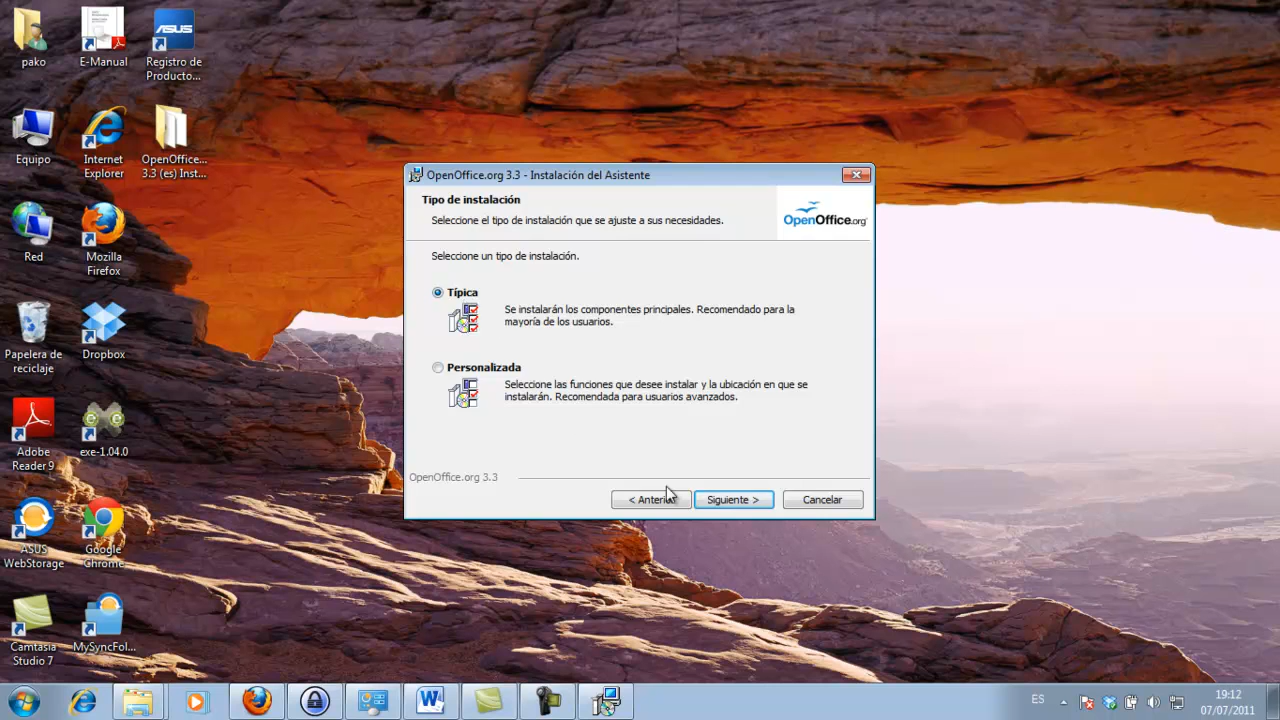 pako
E-Manual
ASUS
Registro de
Producto...
Equipo
Internet
Explorer
OpenOffice...
3.3 (es) Inst...
Red
Mozilla
Firefox
Papelera de
reciclaje
Dropbox
Adobe
Reader 9
exe-1.04.0
ASUS
WebStorage
Google
Chrome
Camtasia
Studio 7
MySyncFol...
OpenOffice.org 3.3 - Instalación del Asistente
Tipo de instalación
Seleccione el tipo de instalación que se ajuste a sus necesidades.
OpenOffice.org
Seleccione un tipo de instalación.
Típica
Se instalarán los componentes principales. Recomendado para la
mayoría de los usuarios.
Personalizada
Seleccione las funciones que desee instalar y la ubicación en que se
instalarán. Recomendada para usuarios avanzados.
OpenOffice.org 3.3
< Anterior
Siguiente >
Cancelar
ES
19:12
07/07/2011